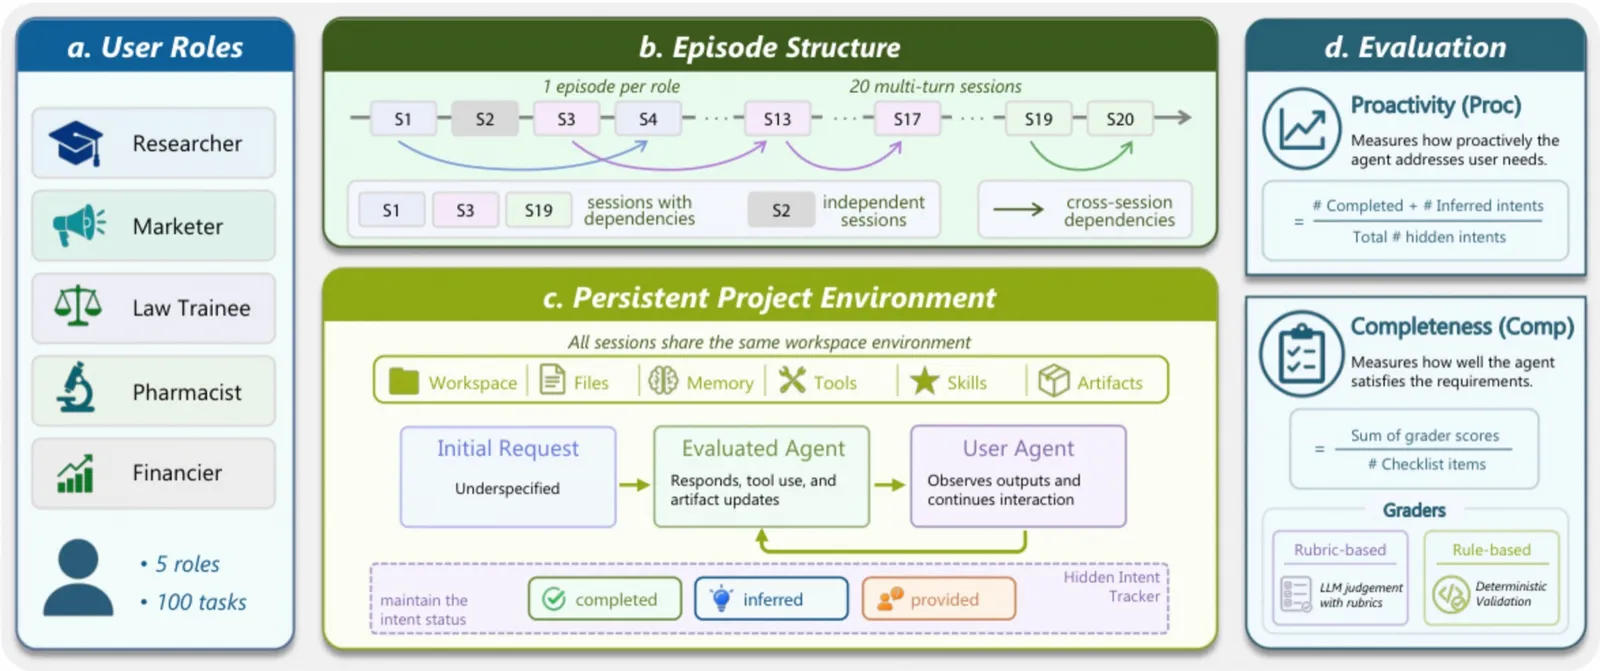 a. User Roles
Researcher
Marketer
Law Trainee
Pharmacist
Financier
• 5 roles
• 100 tasks
b. Episode Structure
1 episode per role
20 multi-turn sessions
S1 S2 S3 S4 ... S13 ... S17 ... S19 S20
S1 S3 S19 sessions with
dependencies
S2 independent
sessions
cross-session
dependencies
c. Persistent Project Environment
All sessions share the same workspace environment
Workspace Files Memory Tools Skills Artifacts
Initial Request
Underspecified
Evaluated Agent
Responds, tool use, and
artifact updates
User Agent
Observes outputs and
continues interaction
maintain the
intent status
completed
inferred
provided
Hidden Intent
Tracker
d. Evaluation
Proactivity (Proc)
Measures how proactively the
agent addresses user needs.
# Completed + # Inferred intents
=
Total # hidden intents
Completeness (Comp)
Measures how well the agent
satisfies the requirements.
Sum of grader scores
=
# Checklist items
Graders
Rubric-based
LLM judgement
with rubrics
Rule-based
Deterministic
Validation